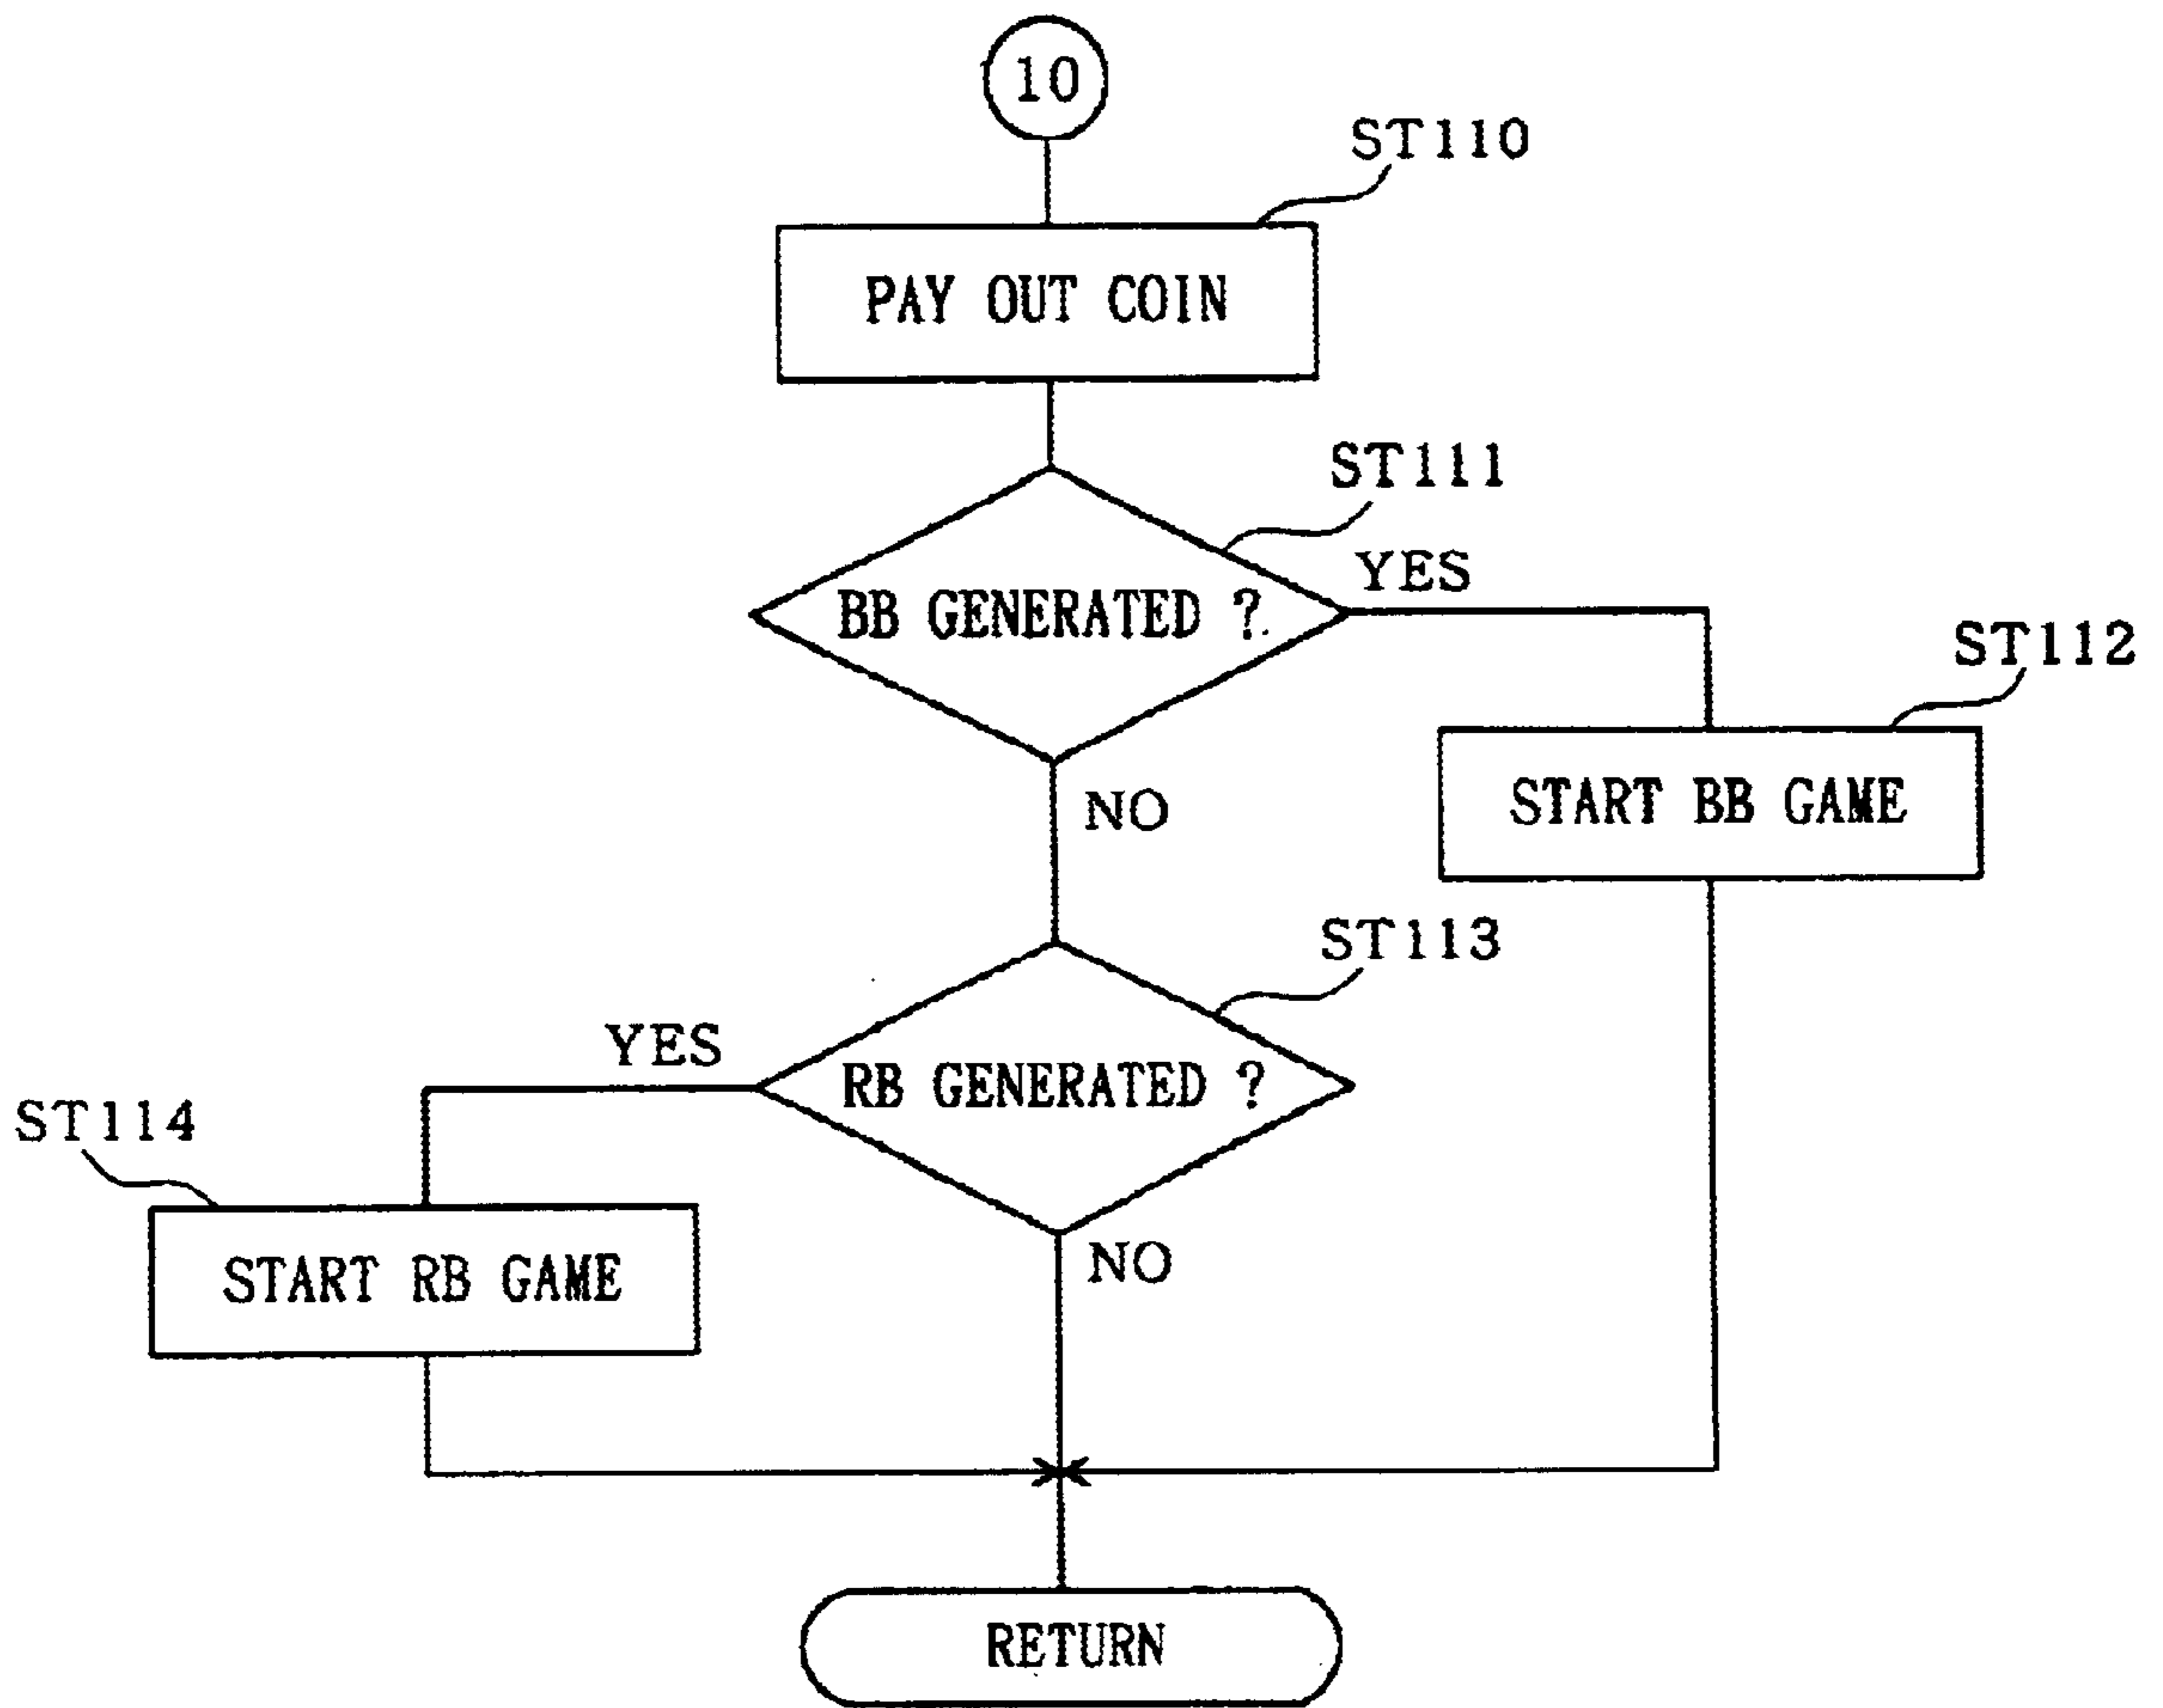 10
ST110
PAY OUT COIN
ST111
YES
BB GENERATED ?
ST112
START BB GAME
NO
ST113
YES
RB GENERATED ?
ST114
NO
START RB GAME
RETURN